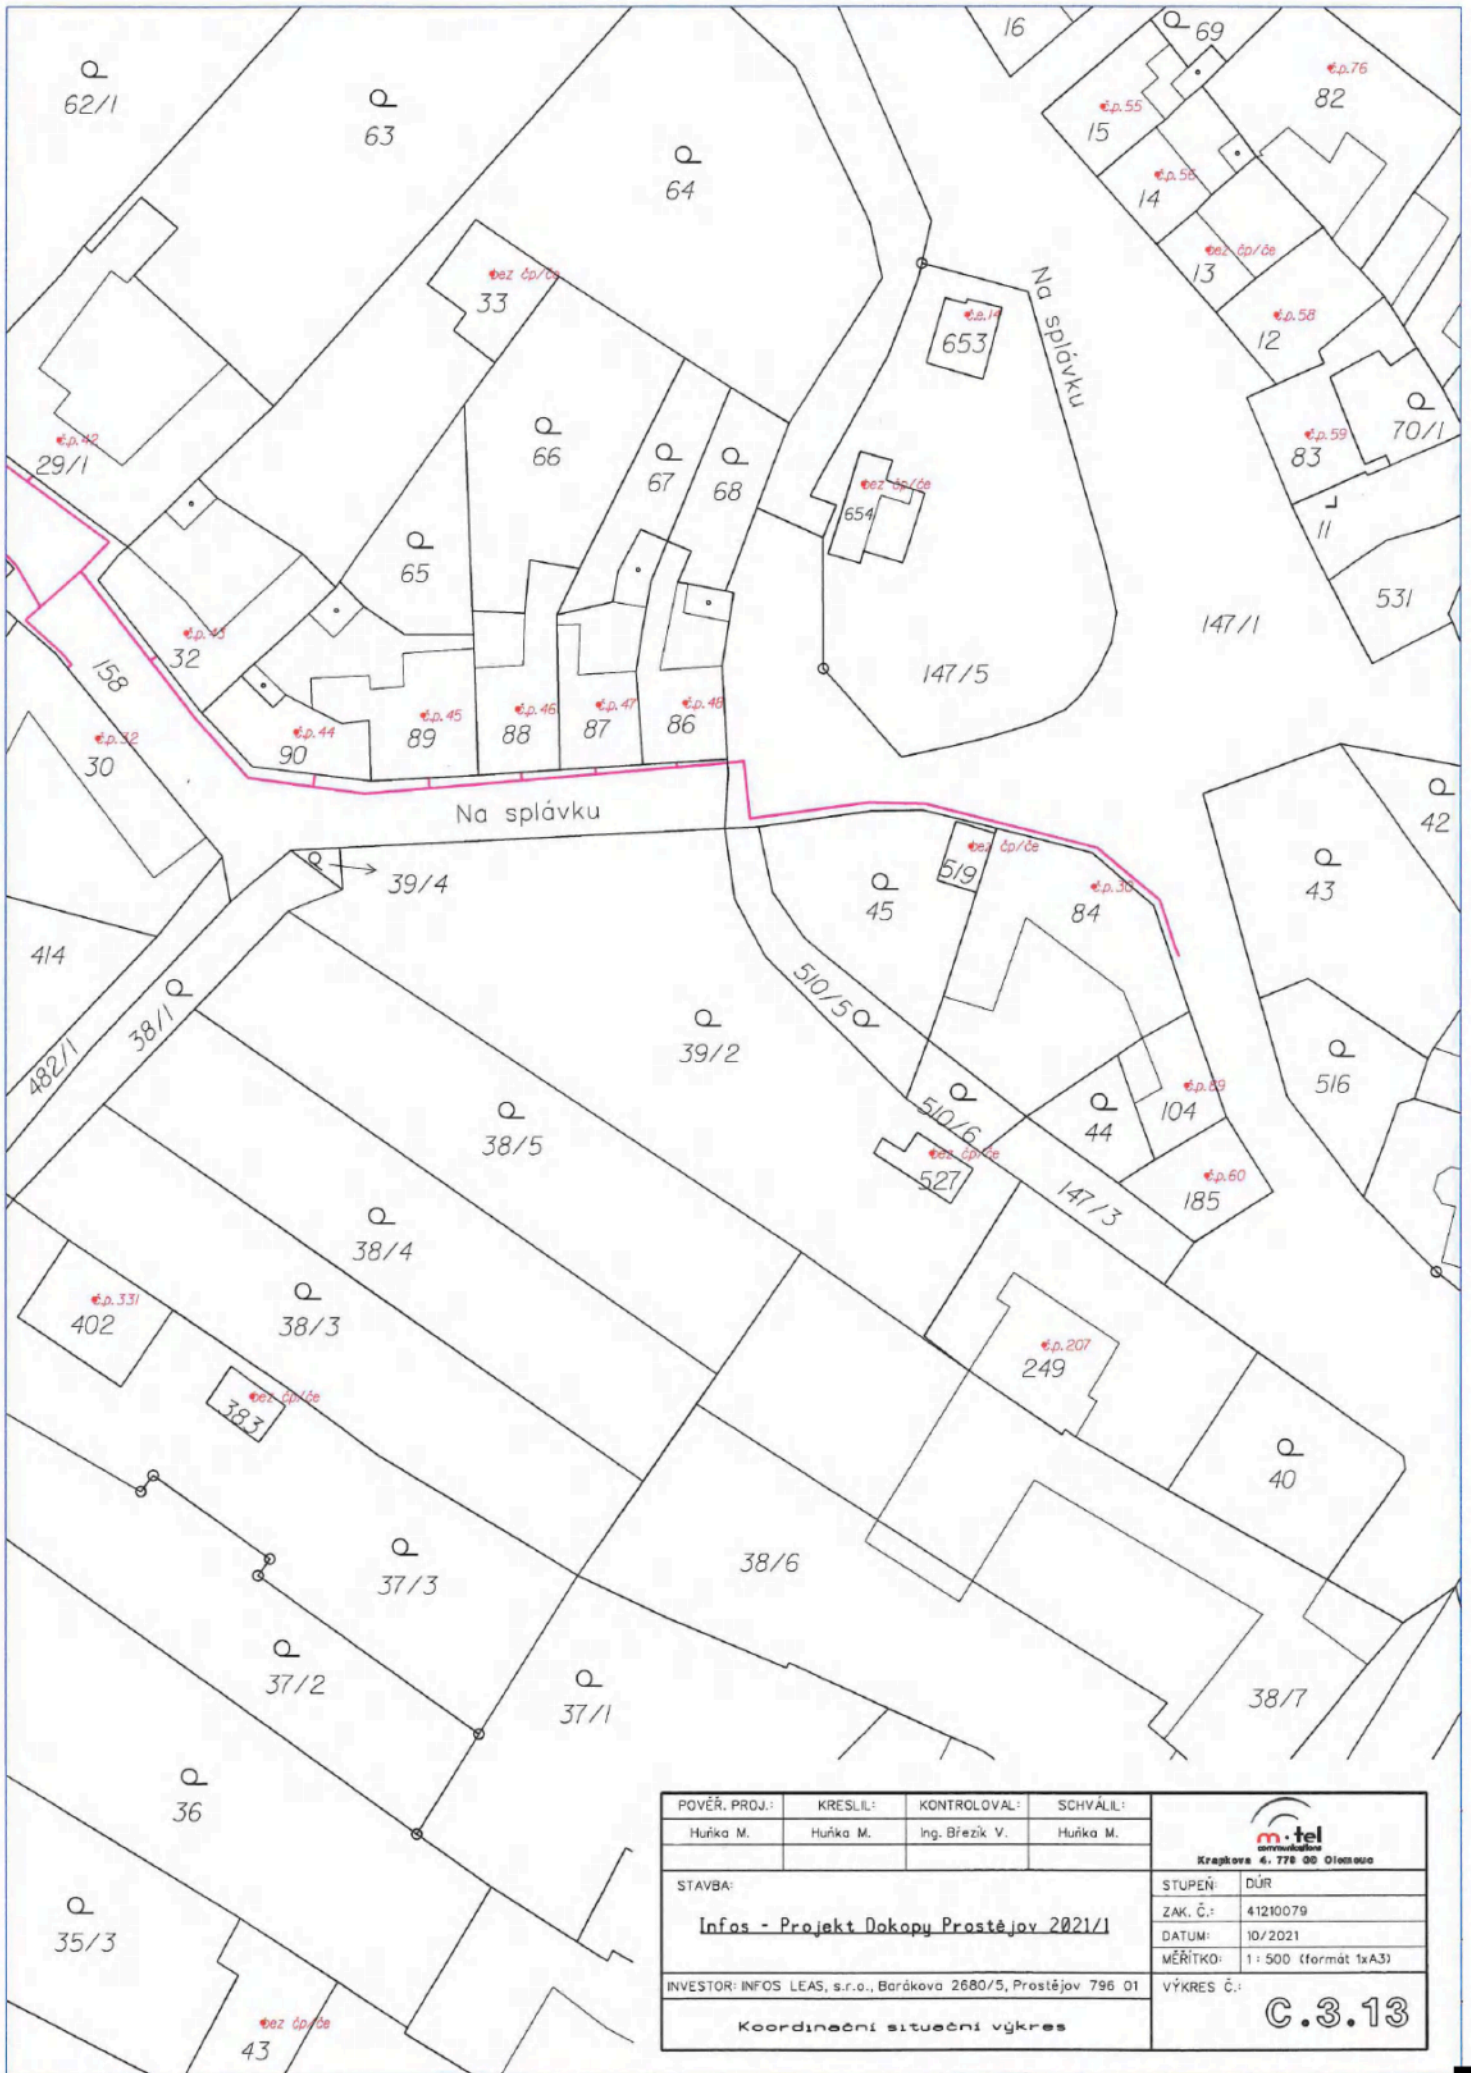 16
69
č.p.76
82
62/1
63
č.p.55
15
64
č.p.56
14
bez čp/če
13
bez čp/če
33
Na splávku
č.e.14
653
č.p.58
12
č.p.42
29/1
66
67
68
č.p.59
83
70/1
bez čp/če
654
11
65
531
147/1
č.p.43
32
158
147/5
č.p.32
30
č.p.44
90
č.p.45
89
č.p.46
88
č.p.47
87
č.p.48
86
Na splávku
42
39/4
bez čp/če
519
45
č.p.36
84
43
414
38/1
482/1
510/5
39/2
516
38/5
510/6
44
č.p.89
104
bez čp/če
527
147/3
č.p.60
185
38/4
38/3
č.p.331
402
č.p.207
249
bez čp/če
383
40
37/3
38/6
37/2
37/1
38/7
36
35/3
bez čp/če
43
POVĚŘ. PROJ.: KRESLIL: KONTROLOVAL: SCHVÁLIL:
Huňka M. Huňka M. Ing. Březík V. Huňka M.
m·tel
communications
Krapkova 4, 779 00 Olomouc
STAVBA:
Infos - Projekt Dokopy Prostějov 2021/1
STUPEŇ: DÚR
ZAK. Č.: 41210079
DATUM: 10/2021
MĚŘÍTKO: 1:500 (formát 1xA3)
INVESTOR: INFOS LEAS, s.r.o., Barákova 2680/5, Prostějov 796 01
Koordinační situační výkres
VÝKRES Č.:
C.3.13